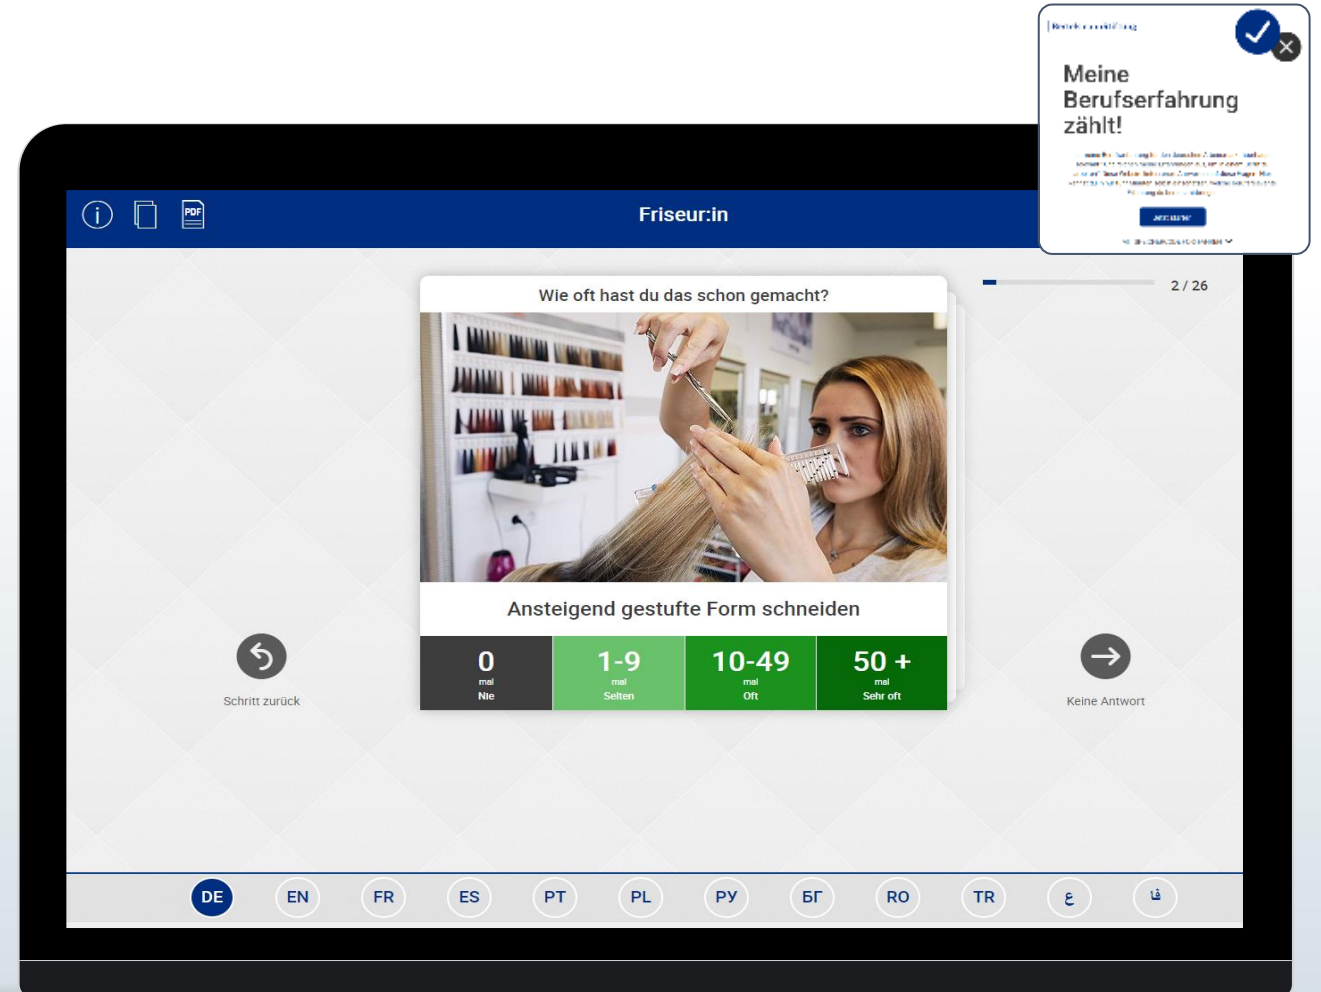 Meine
Berufserfahrung
zählt!
PDF
Friseur:in
2 / 26
Wie oft hast du das schon gemacht?
Ansteigend gestufte Form schneiden
0
mal
Nie
1-9
mal
Selten
10-49
mal
Oft
50 +
mal
Sehr oft
Schritt zurück
Keine Antwort
DE EN FR ES PT PL РУ БГ RO TR ع فا